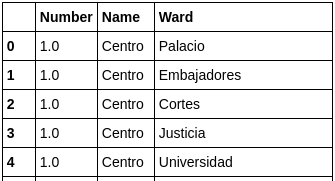 Number Name Ward
0 1.0 Centro Palacio
1 1.0 Centro Embajadores
2 1.0 Centro Cortes
3 1.0 Centro Justicia
4 1.0 Centro Universidad